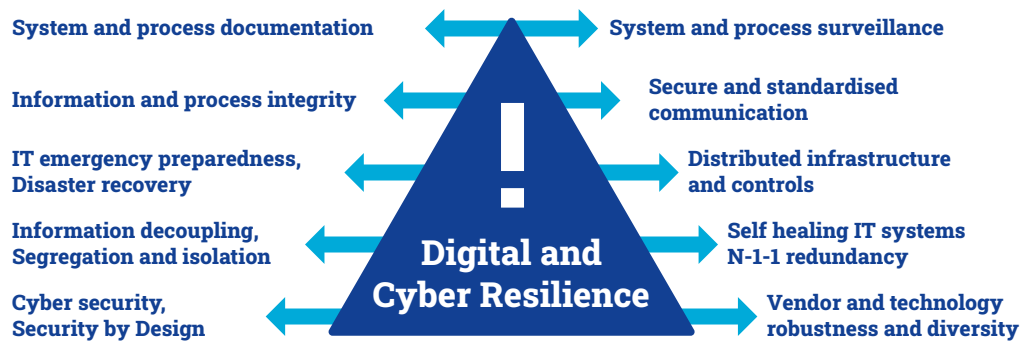 System and process documentation
System and process surveillance
Information and process integrity
Secure and standardised
communication
IT emergency preparedness,
Disaster recovery
Distributed infrastructure
and controls
Information decoupling,
Segregation and isolation
Self healing IT systems
N-1-1 redundancy
Cyber security,
Security by Design
Vendor and technology
robustness and diversity
!
Digital and
Cyber Resilience